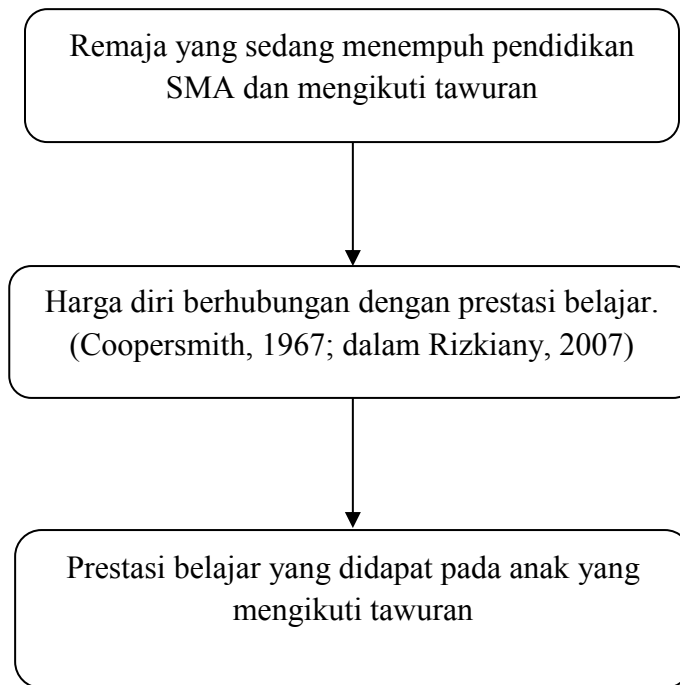 Remaja yang sedang menempuh pendidikan
SMA dan mengikuti tawuran
Harga diri berhubungan dengan prestasi belajar.
(Coopersmith, 1967; dalam Rizkiany, 2007)
Prestasi belajar yang didapat pada anak yang
mengikuti tawuran